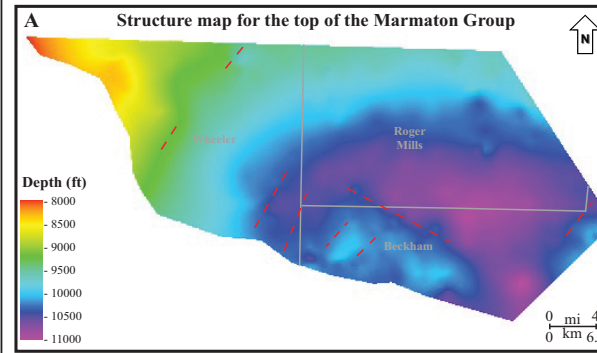 A
Structure map for the top of the Marmaton Group
N
Wheeler
Roger
Mills
Beckham
Depth (ft)
8000
8500
9000
9500
10000
10500
11000
0 mi 4
0 km 6.